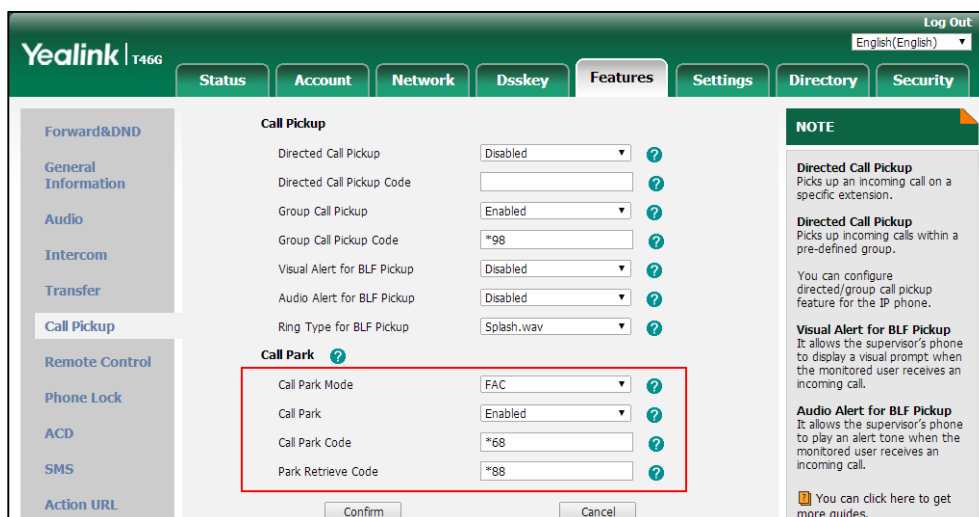 Log Out
Yealink | T46G
English(English)
Status Account Network Dsskey Features Settings Directory Security
Forward&DND
General
Information
Audio
Intercom
Transfer
Call Pickup
Remote Control
Phone Lock
ACD
SMS
Action URL
Call Pickup
Directed Call Pickup Disabled
Directed Call Pickup Code
Group Call Pickup Enabled
Group Call Pickup Code *98
Visual Alert for BLF Pickup Disabled
Audio Alert for BLF Pickup Disabled
Ring Type for BLF Pickup Splash.wav
Call Park
Call Park Mode FAC
Call Park Enabled
Call Park Code *68
Park Retrieve Code *88
Confirm Cancel
NOTE
Directed Call Pickup
Picks up an incoming call on a
specific extension.
Directed Call Pickup
Picks up incoming calls within a
pre-defined group.
You can configure
directed/group call pickup
feature for the IP phone.
Visual Alert for BLF Pickup
It allows the supervisor's phone
to display a visual prompt when
the monitored user receives an
incoming call.
Audio Alert for BLF Pickup
It allows the supervisor's phone
to play an alert tone when the
monitored user receives an
incoming call.
You can click here to get
more guides.